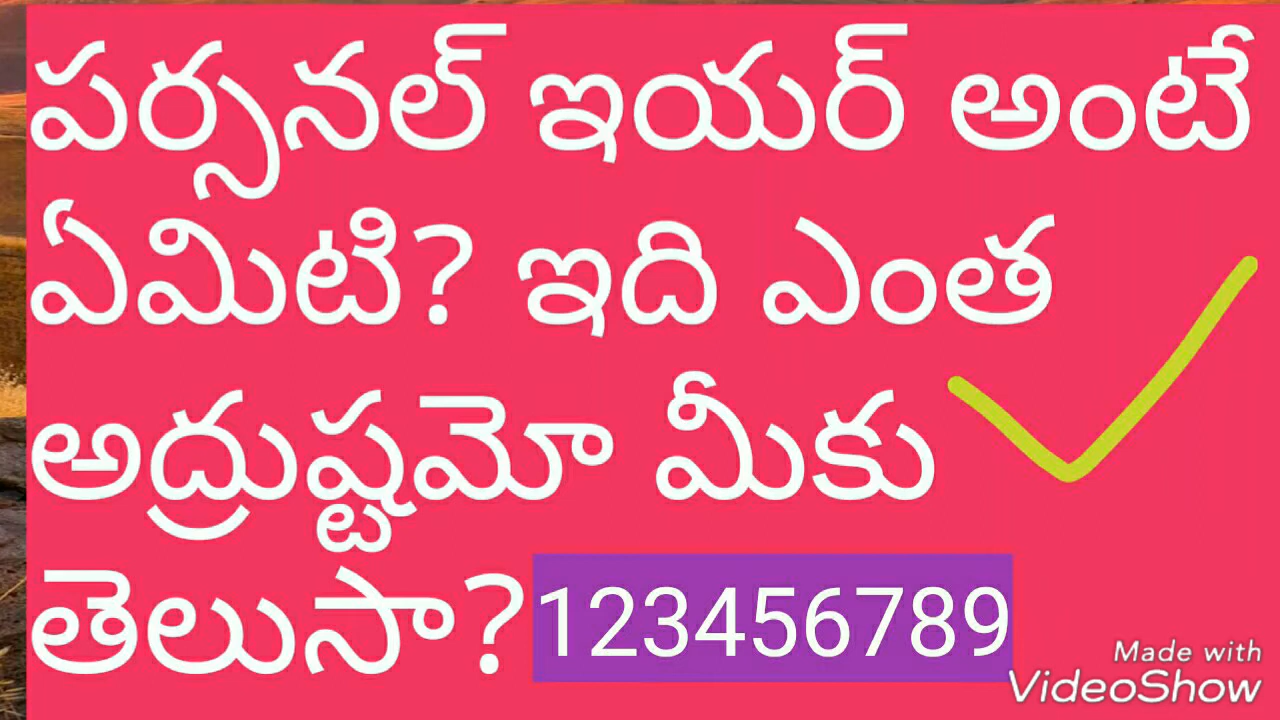 పర్సనల్ ఇయర్ అంటే
ఏమిటి? ఇది ఎంత
అద్రుష్టమో మీకు
తెలుసా? 123456789
Made with
VideoShow